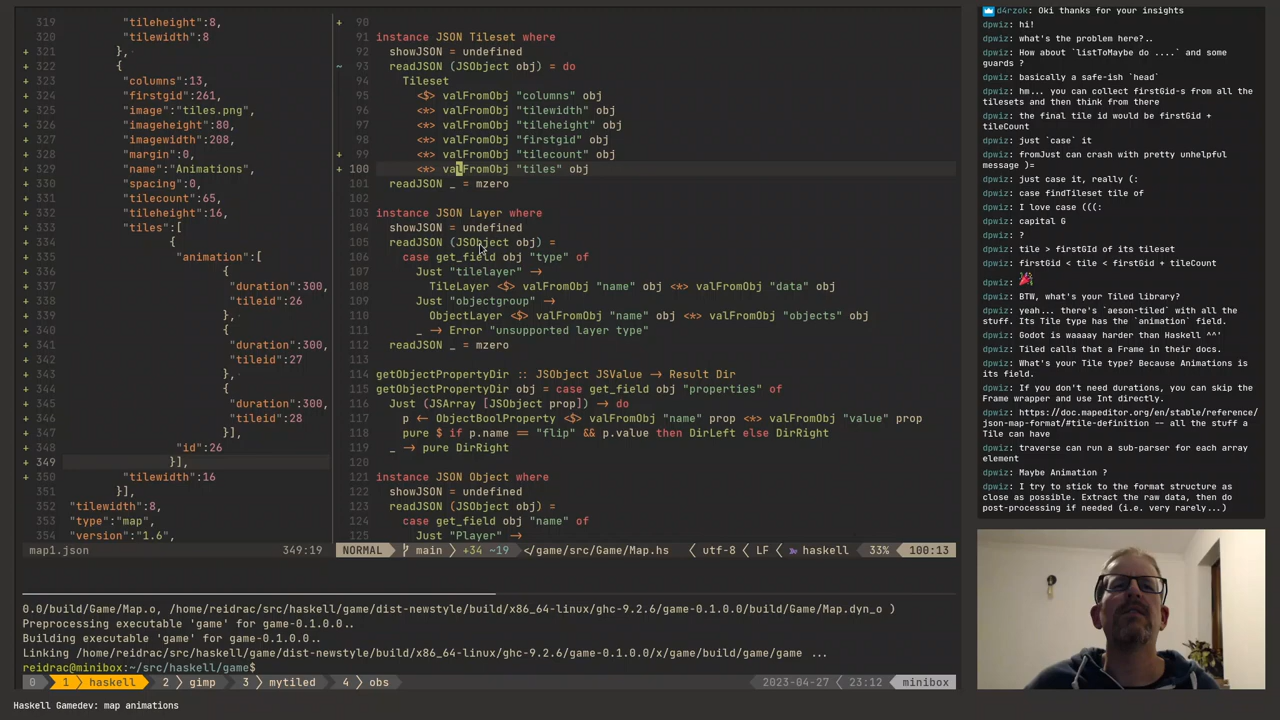 319 "tileheight":8,
320 "tilewidth":8
+ 321 },
+ 322 {
+ 323 "columns":13,
+ 324 "firstgid":261,
+ 325 "image":"tiles.png",
+ 326 "imageheight":80,
+ 327 "imagewidth":208,
+ 328 "margin":0,
+ 329 "name":"Animations",
+ 330 "spacing":0,
+ 331 "tilecount":65,
+ 332 "tileheight":16,
+ 333 "tiles":[
+ 334 {
+ 335 "animation":[
+ 336 {
+ 337 "duration":300,
+ 338 "tileid":26
+ 339 },
+ 340 {
+ 341 "duration":300,
+ 342 "tileid":27
+ 343 },
+ 344 {
+ 345 "duration":300,
+ 346 "tileid":28
+ 347 }],
+ 348 "id":26
+ 349 }],
+ 350 "tilewidth":16
351 }],
352 "tilewidth":8,
353 "type":"map",
354 "version":"1.6",
map1.json 349:19
+ 90
91 instance JSON Tileset where
92 showJSON = undefined
~ 93 readJSON (JSObject obj) = do
94 Tileset
95 <$> valFromObj "columns" obj
96 <*> valFromObj "tilewidth" obj
97 <*> valFromObj "tileheight" obj
98 <*> valFromObj "firstgid" obj
+ 99 <*> valFromObj "tilecount" obj
+ 100 <*> valFromObj "tiles" obj
101 readJSON _ = mzero
102
103 instance JSON Layer where
104 showJSON = undefined
105 readJSON (JSObject obj) =
106 case get_field obj "type" of
107 Just "tilelayer" ->
108 TileLayer <$> valFromObj "name" obj <*> valFromObj "data" obj
109 Just "objectgroup" ->
110 ObjectLayer <$> valFromObj "name" obj <*> valFromObj "objects" obj
111 _ -> Error "unsupported layer type"
112 readJSON _ = mzero
113
114 getObjectPropertyDir :: JSObject JSValue -> Result Dir
115 getObjectPropertyDir obj = case get_field obj "properties" of
116 Just (JSArray [JSObject prop]) -> do
117 p <- ObjectBoolProperty <$> valFromObj "name" prop <*> valFromObj "value" prop
118 pure $ if p.name == "flip" && p.value then DirLeft else DirRight
119 _ -> pure DirRight
120
121 instance JSON Object where
122 showJSON = undefined
123 readJSON (JSObject obj) =
124 case get_field obj "name" of
125 Just "Player" ->
NORMAL main +34 ~19 </game/src/Game/Map.hs utf-8 LF haskell 33% 100:13
0.0/build/Game/Map.o, /home/reidrac/src/haskell/game/dist-newstyle/build/x86_64-linux/ghc-9.2.6/game-0.1.0.0/build/Game/Map.dyn_o )
Preprocessing executable 'game' for game-0.1.0.0..
Building executable 'game' for game-0.1.0.0..
Linking /home/reidrac/src/haskell/game/dist-newstyle/build/x86_64-linux/ghc-9.2.6/game-0.1.0.0/x/game/build/game/game ...
reidrac@minibox:~/src/haskell/game$
0 1 haskell 2 gimp 3 mytiled 4 obs 2023-04-27 23:12 minibox
Haskell Gamedev: map animations
d4rzok: Oki thanks for your insights
dpwiz: hi!
dpwiz: what's the problem here?..
dpwiz: How about `listToMaybe do ....` and some
guards ?
dpwiz: basically a safe-ish `head`
dpwiz: hm... you can collect firstGid-s from all the
tilesets and then think from there
dpwiz: the final tile id would be firstGid +
tileCount
dpwiz: just `case` it
dpwiz: fromJust can crash with pretty unhelpful
message )=
dpwiz: just case it, really (:
dpwiz: case findTileset tile of
dpwiz: I love case (((:
dpwiz: capital G
dpwiz: ?
dpwiz: tile > firstGId of its tileset
dpwiz: firstGid < tile < firstGid + tileCount
dpwiz: 🎉
dpwiz: BTW, what's your Tiled library?
dpwiz: yeah... there's `aeson-tiled` with all the
stuff. Its Tile type has the `animation` field.
dpwiz: Godot is waaaay harder than Haskell ^^'
dpwiz: Tiled calls that a Frame in their docs.
dpwiz: What's your Tile type? Because Animations is
its field.
dpwiz: If you don't need durations, you can skip the
Frame wrapper and use Int directly.
dpwiz: https://doc.mapeditor.org/en/stable/reference/
json-map-format/#tile-definition -- all the stuff a
Tile can have
dpwiz: traverse can run a sub-parser for each array
element
dpwiz: Maybe Animation ?
dpwiz: I try to stick to the format structure as
close as possible. Extract the raw data, then do
post-processing if needed (i.e. very rarely...)